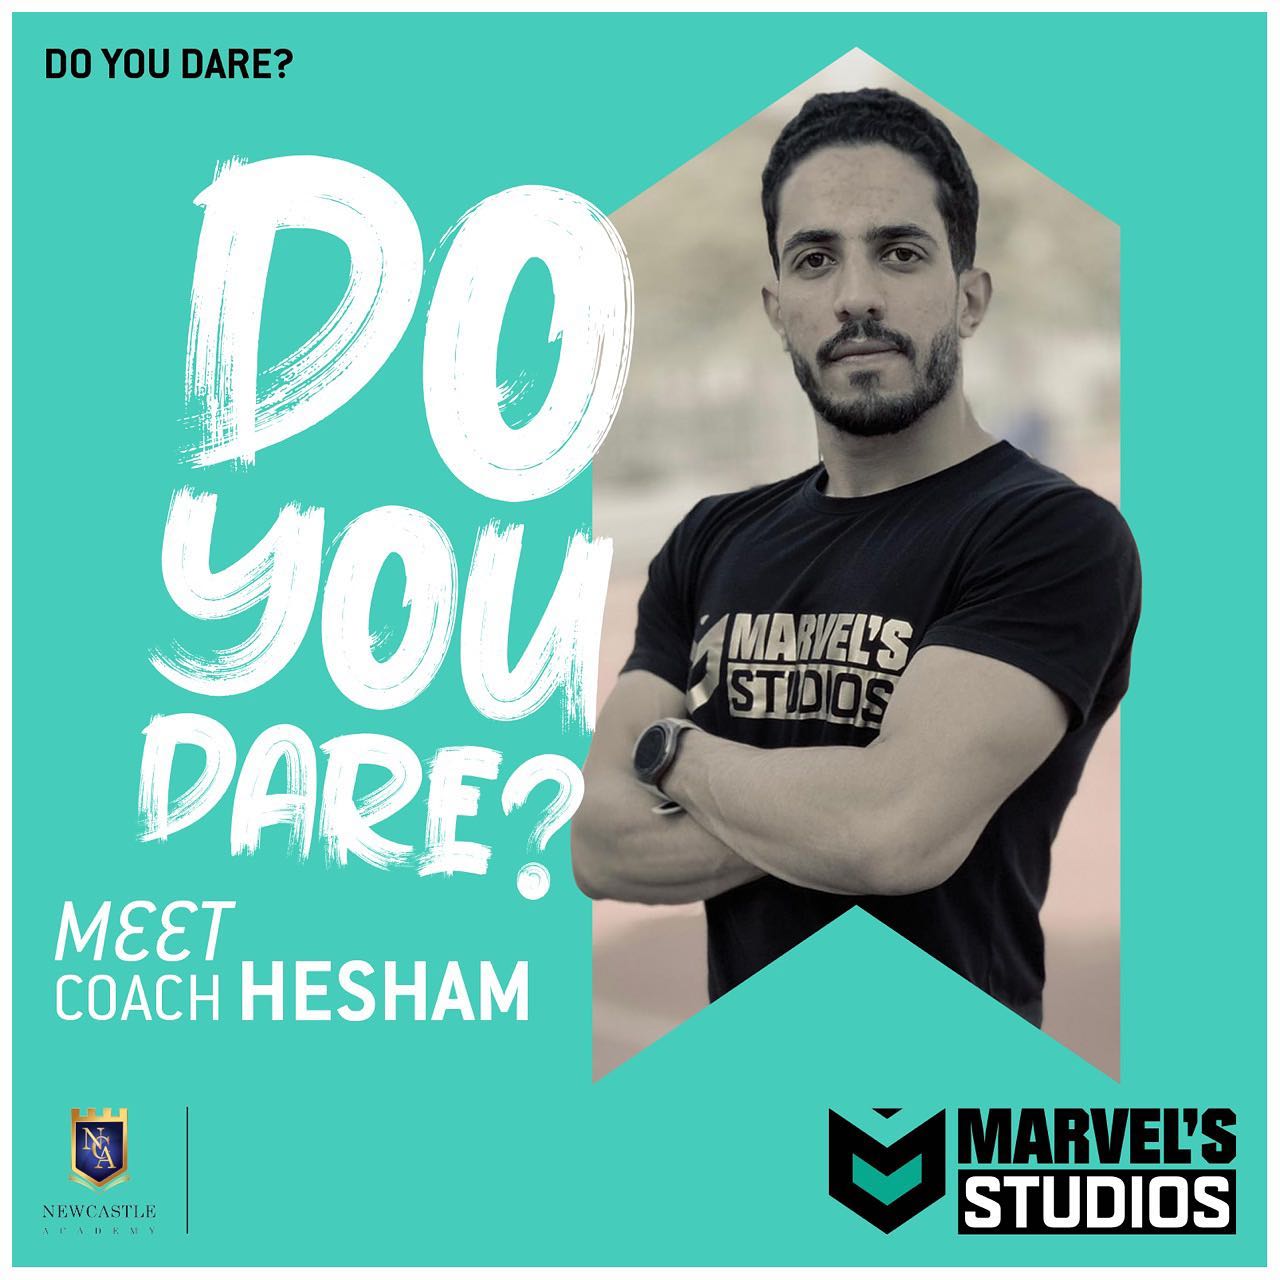 DO YOU DARE?
DO
YOU
DARE?
MEET
COACH HESHAM
MARVEL'S
STUDIOS
NCA
NEWCASTLE
ACADEMY
MARVEL'S
STUDIOS